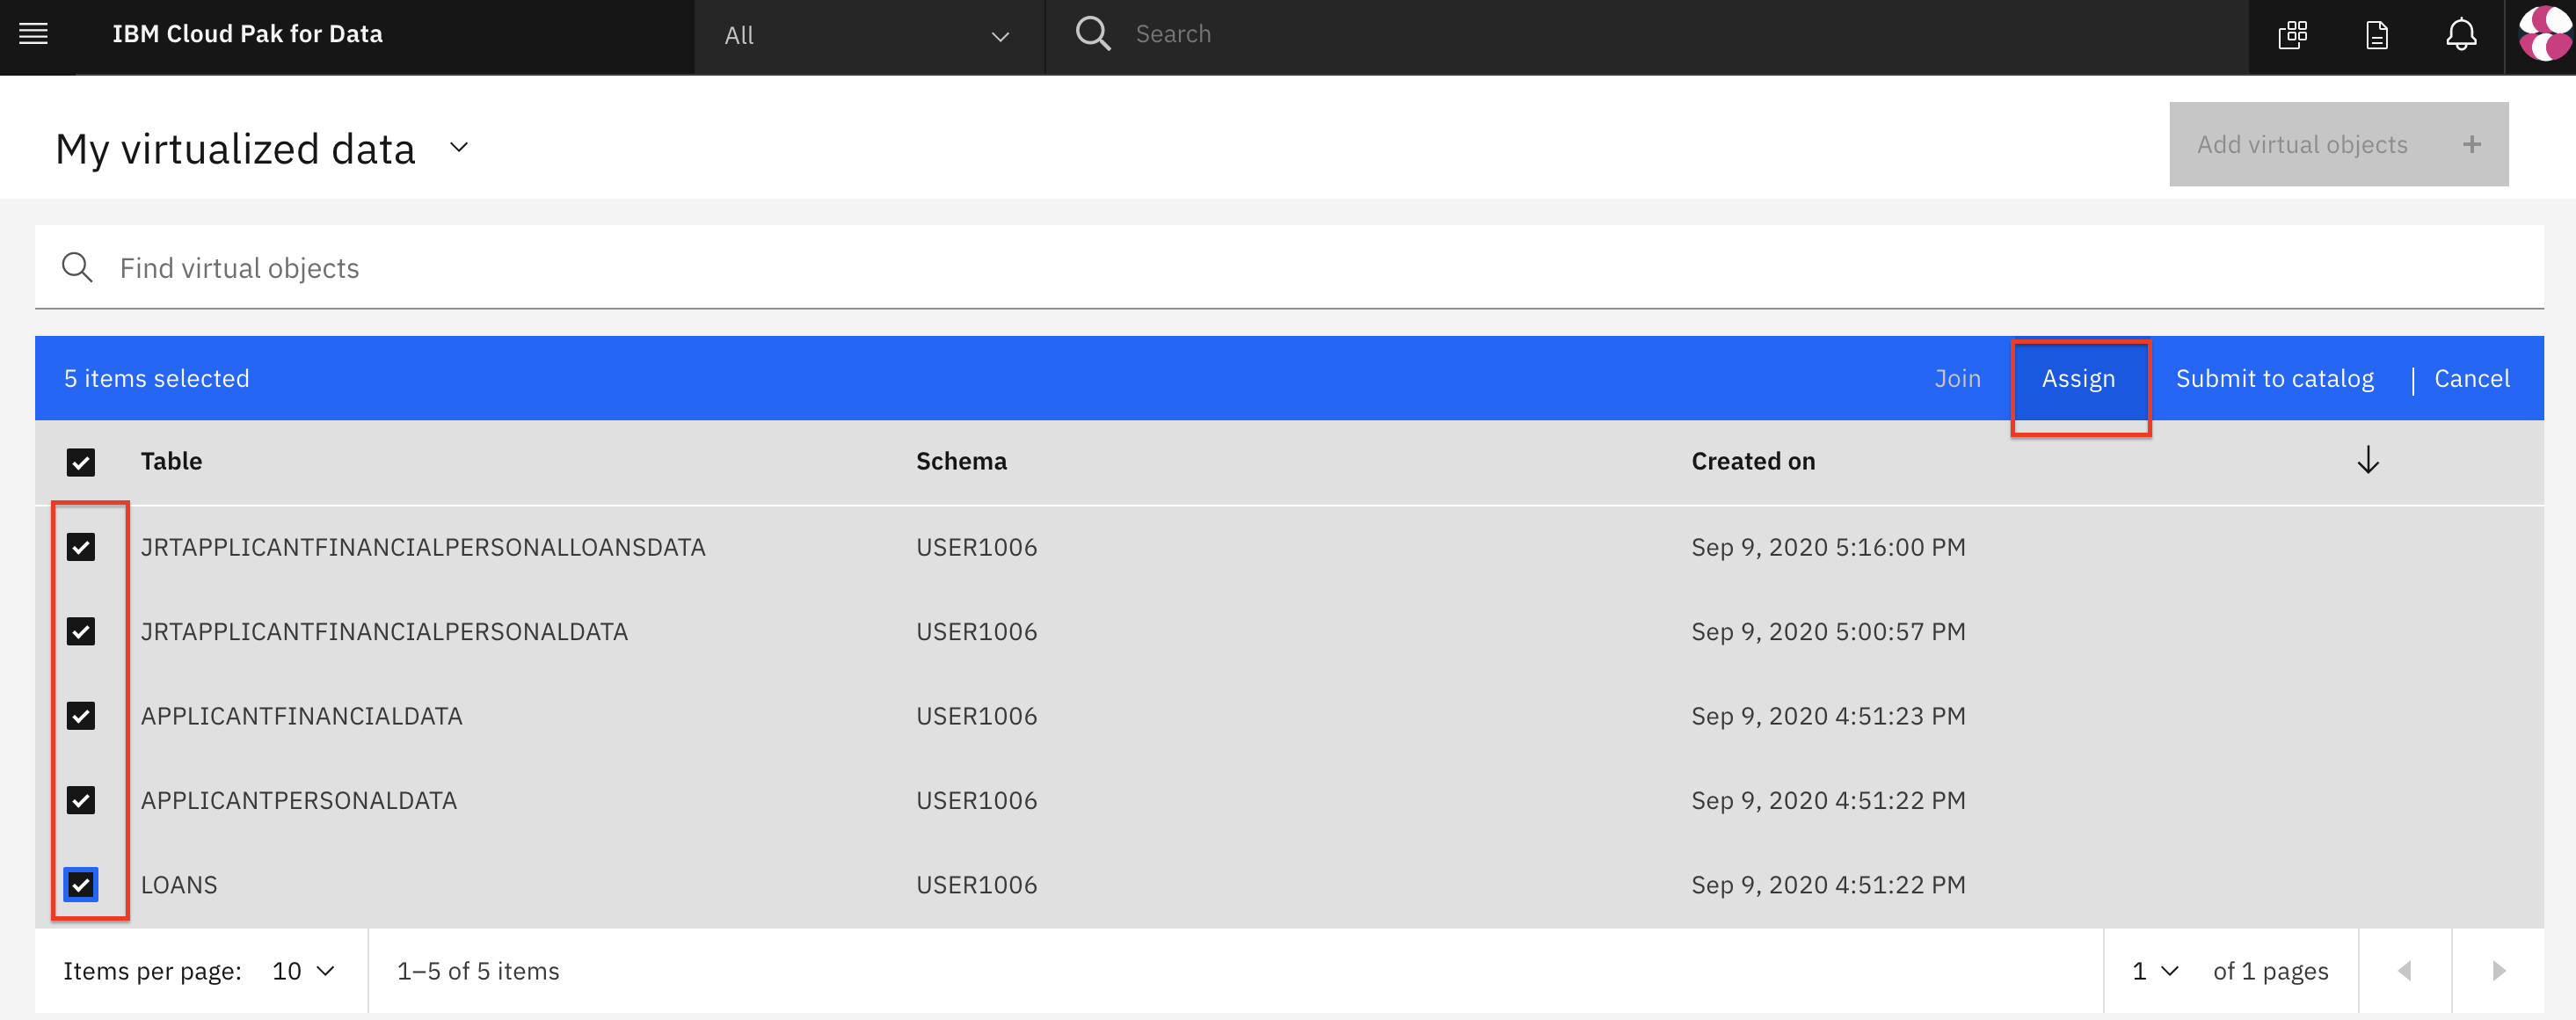 IBM Cloud Pak for Data All Search
My virtualized data Add virtual objects +
Find virtual objects
5 items selected Join Assign Submit to catalog | Cancel
Table Schema Created on
JRTAPPLICANTFINANCIALPERSONALLOANSDATA USER1006 Sep 9, 2020 5:16:00 PM
JRTAPPLICANTFINANCIALPERSONALDATA USER1006 Sep 9, 2020 5:00:57 PM
APPLICANTFINANCIALDATA USER1006 Sep 9, 2020 4:51:23 PM
APPLICANTPERSONALDATA USER1006 Sep 9, 2020 4:51:22 PM
LOANS USER1006 Sep 9, 2020 4:51:22 PM
Items per page: 10 1–5 of 5 items 1 of 1 pages